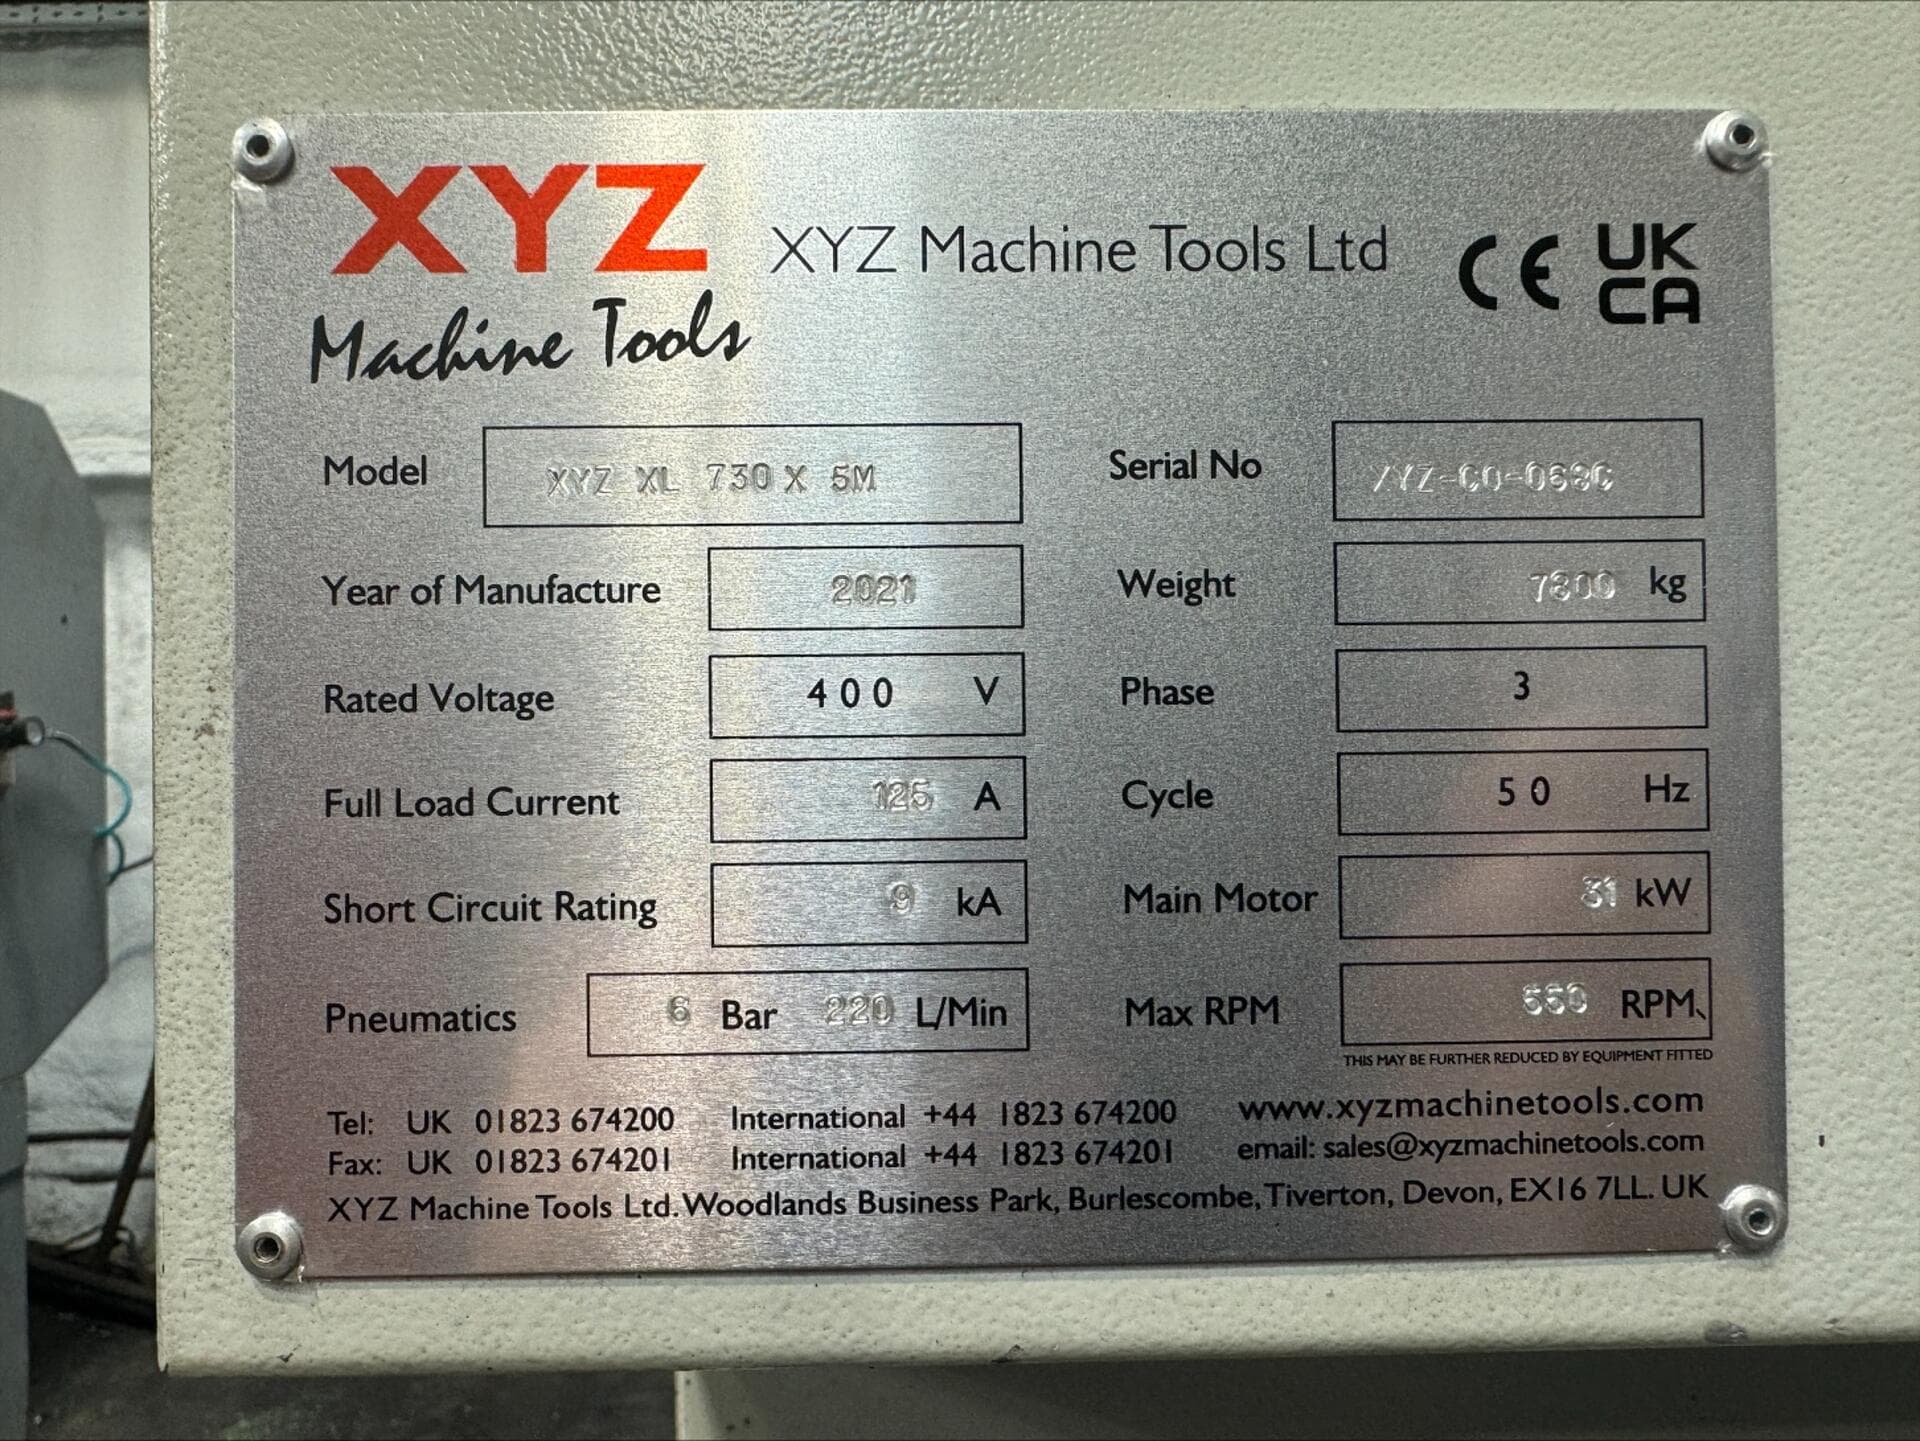 XYZ
Machine Tools
XYZ Machine Tools Ltd
CE UK CA
Model XYZ XL 730 X 5M
Serial No
Year of Manufacture 2021
Weight 7800 kg
Rated Voltage 400 V
Phase 3
Full Load Current 125 A
Cycle 50 Hz
Short Circuit Rating 9 kA
Main Motor 31 kW
Pneumatics 6 Bar 220 L/Min
Max RPM RPM
THIS MAY BE FURTHER REDUCED BY EQUIPMENT FITTED
Tel: UK 01823 674200 International +44 1823 674200 www.xyzmachinetools.com
Fax: UK 01823 674201 International +44 1823 674201 email: sales@xyzmachinetools.com
XYZ Machine Tools Ltd. Woodlands Business Park, Burlescombe, Tiverton, Devon, EX16 7LL. UK